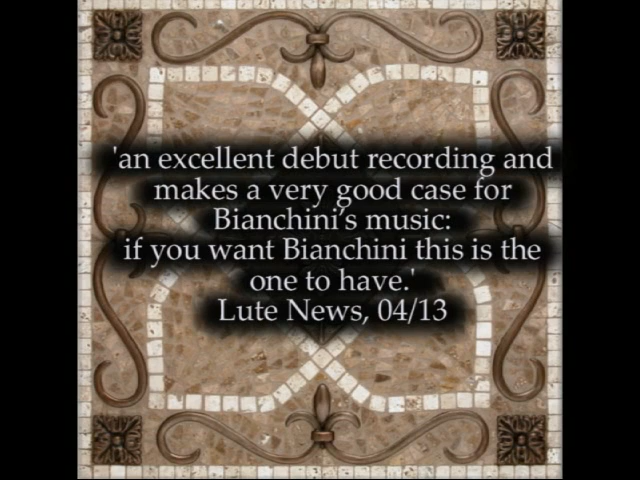 'an excellent debut recording and
makes a very good case for
Bianchini's music:
if you want Bianchini this is the
one to have.'
Lute News, 04/13